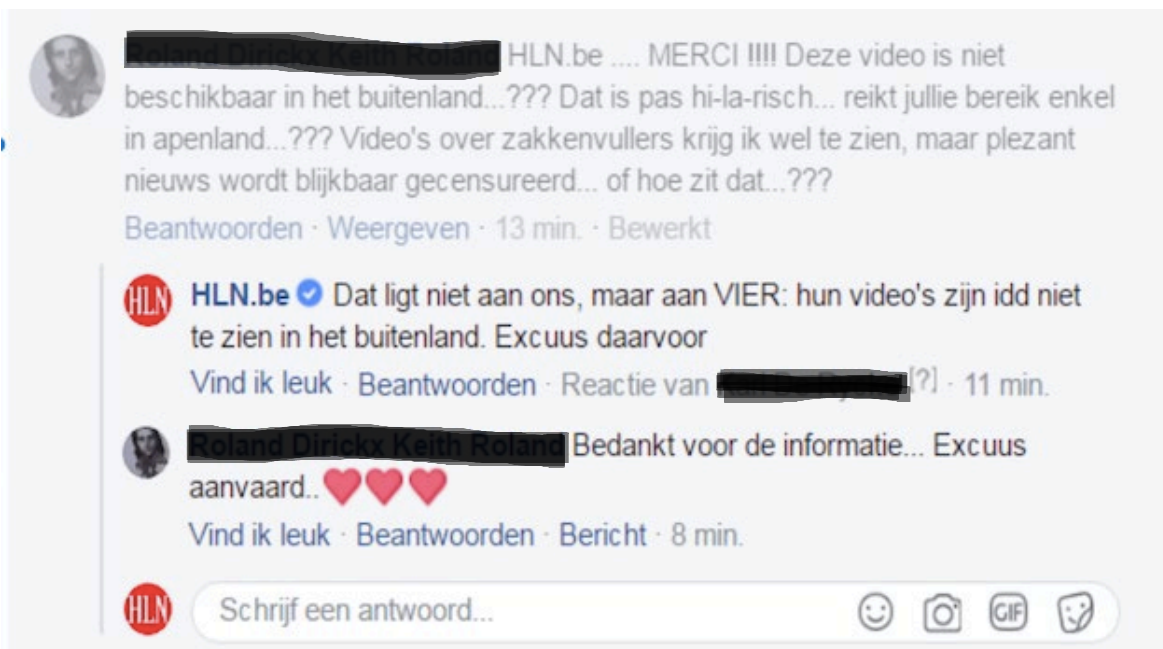 HLN.be .... MERCI !!!! Deze video is niet
beschikbaar in het buitenland...??? Dat is pas hi-la-risch... reikt jullie bereik enkel
in apenland...??? Video's over zakkenvullers krijg ik wel te zien, maar plezant
nieuws wordt blijkbaar gecensureerd... of hoe zit dat...???
Beantwoorden · Weergeven · 13 min. · Bewerkt
HLN HLN.be Dat ligt niet aan ons, maar aan VIER: hun video's zijn idd niet
te zien in het buitenland. Excuus daarvoor
Vind ik leuk · Beantwoorden · Reactie van [?] · 11 min.
Bedankt voor de informatie... Excuus
aanvaard..
Vind ik leuk · Beantwoorden · Bericht · 8 min.
HLN Schrijf een antwoord... GIF